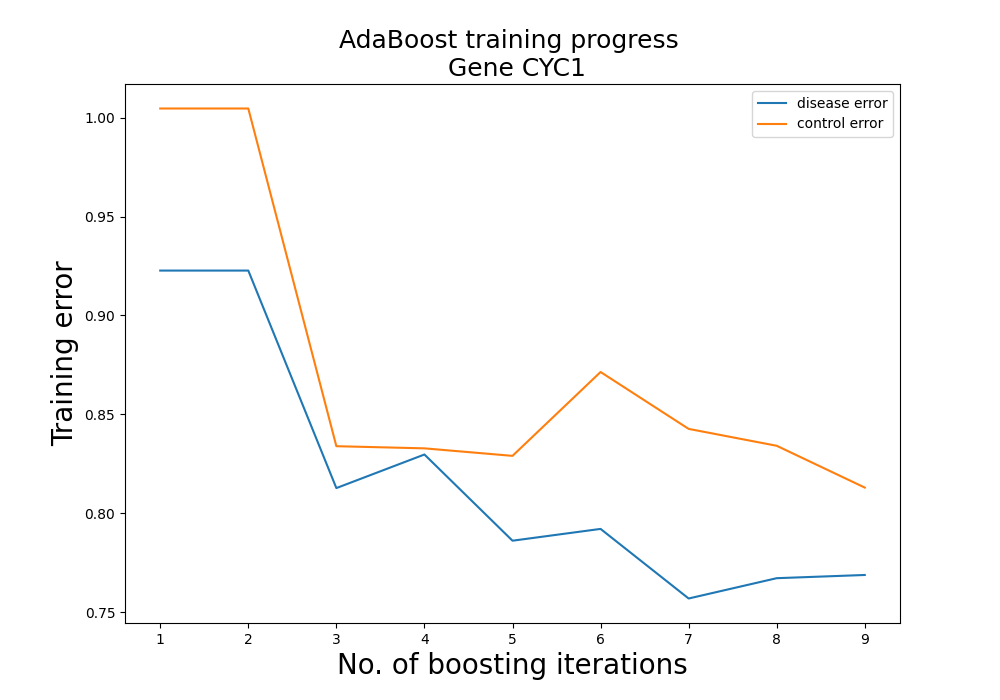 AdaBoost training progress
Gene CYC1
disease error
control error
Training error
1.00
0.95
0.90
0.85
0.80
0.75
1 2 3 4 5 6 7 8 9
No. of boosting iterations